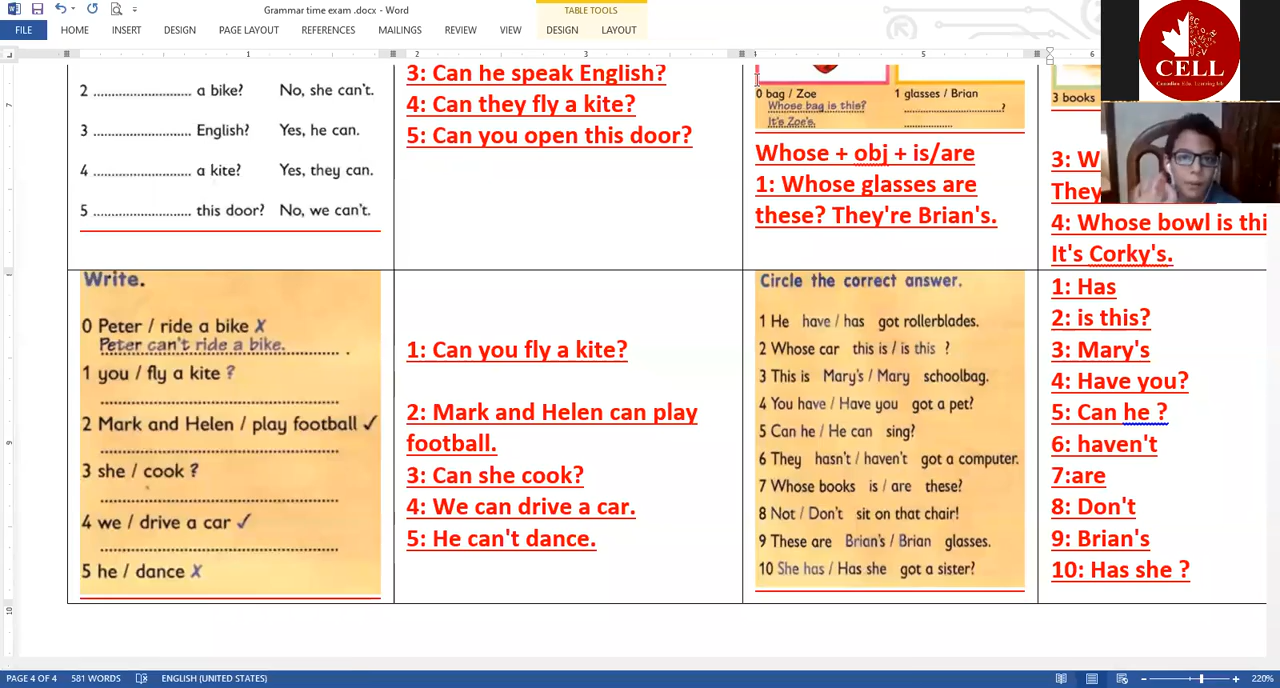 Grammar time exam .docx - Word
TABLE TOOLS
FILE HOME INSERT DESIGN PAGE LAYOUT REFERENCES MAILINGS REVIEW VIEW DESIGN LAYOUT
1 2 3 4 5 6
CELL
2 ........................... a bike? No, she can't.
3 ........................... English? Yes, he can.
4 ........................... a kite? Yes, they can.
5 ........................... this door? No, we can't.
3: Can he speak English?
4: Can they fly a kite?
5: Can you open this door?
0 bag / Zoe
Whose bag is this?
It's Zoe's.
1 glasses / Brian
........................... ?
...............
Whose + obj + is/are
1: Whose glasses are
these? They're Brian's.
3 books
3: W
They
4: Whose bowl is thi
It's Corky's.
Write.
0 Peter / ride a bike ✗
Peter can't ride a bike. .
1 you / fly a kite ?
2 Mark and Helen / play football ✓
3 she / cook ?
4 we / drive a car ✓
5 he / dance ✗
1: Can you fly a kite?
2: Mark and Helen can play
football.
3: Can she cook?
4: We can drive a car.
5: He can't dance.
Circle the correct answer.
1 He have / has got rollerblades.
2 Whose car this is / is this ?
3 This is Mary's / Mary schoolbag.
4 You have / Have you got a pet?
5 Can he / He can sing?
6 They hasn't / haven't got a computer.
7 Whose books is / are these?
8 Not / Don't sit on that chair!
9 These are Brian's / Brian glasses.
10 She has / Has she got a sister?
1: Has
2: is this?
3: Mary's
4: Have you?
5: Can he ?
6: haven't
7:are
8: Don't
9: Brian's
10: Has she ?
PAGE 4 OF 4 581 WORDS ENGLISH (UNITED STATES) 220%